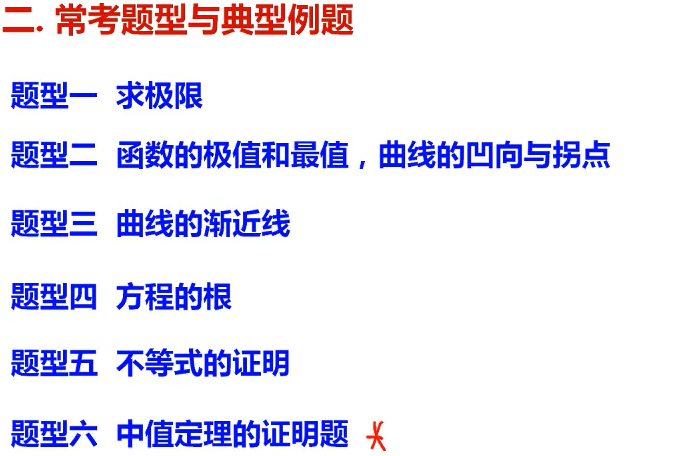 二. 常考题型与典型例题
题型一 求极限
题型二 函数的极值和最值，曲线的凹向与拐点
题型三 曲线的渐近线
题型四 方程的根
题型五 不等式的证明
题型六 中值定理的证明题